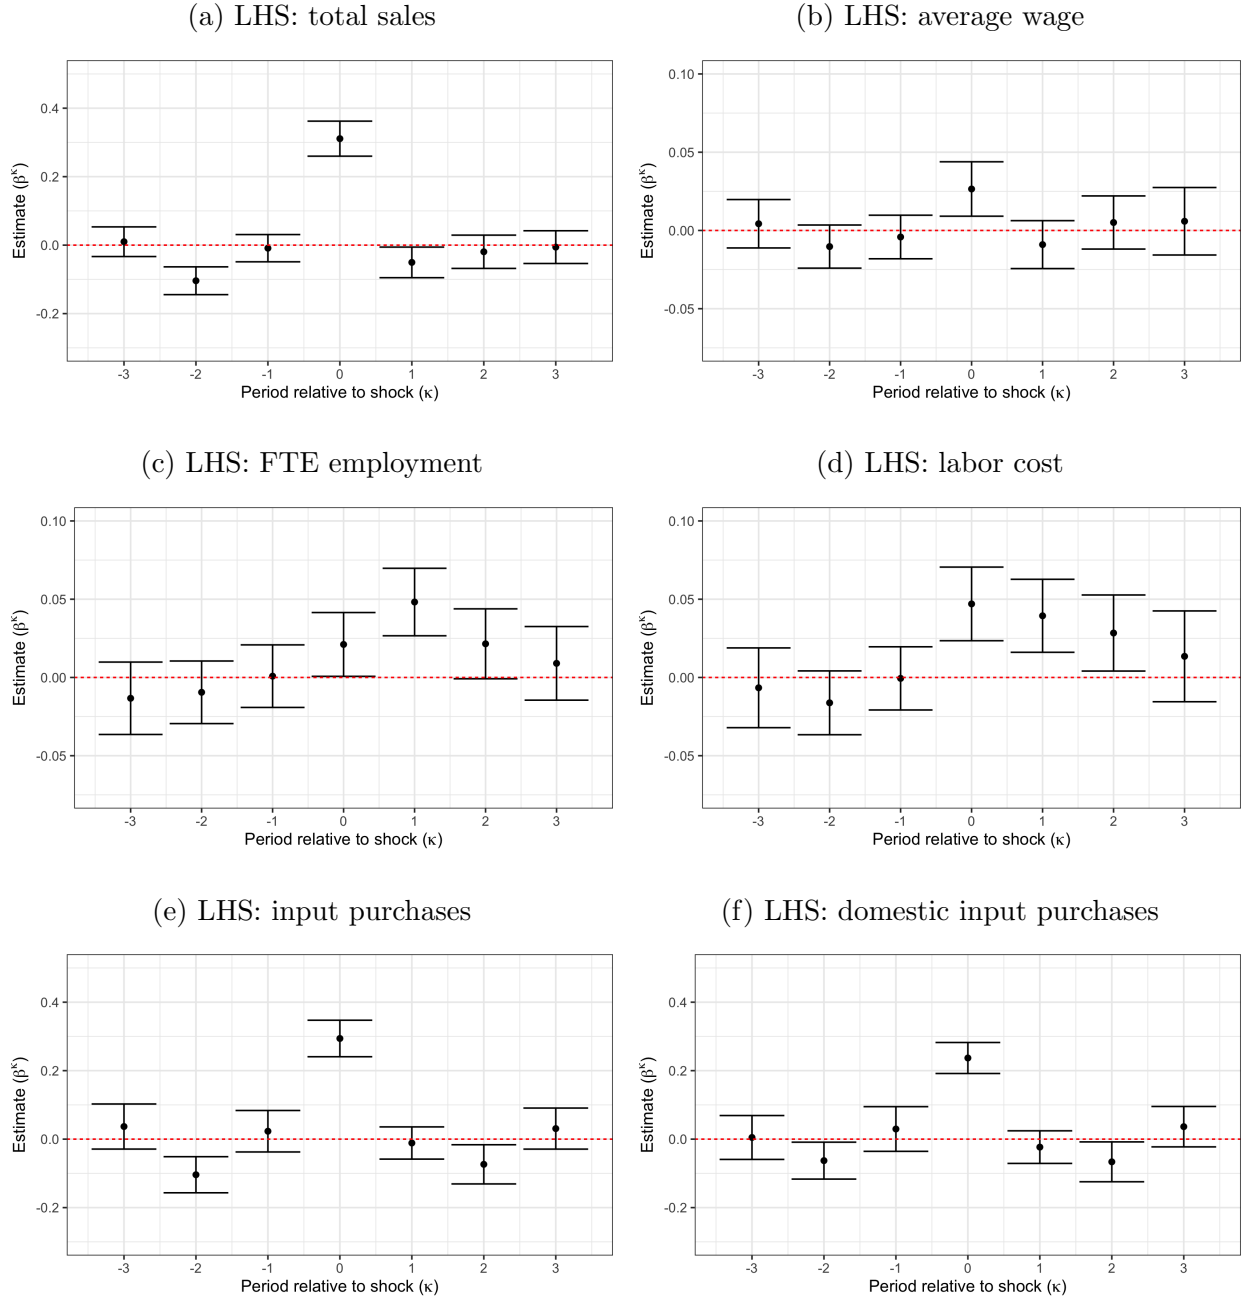 (a) LHS: total sales
(b) LHS: average wage
Estimate (βᵏ)
0.4
0.2
0.0
-0.2
-3 -2 -1 0 1 2 3
Period relative to shock (κ)
Estimate (βᵏ)
0.10
0.05
0.00
-0.05
-3 -2 -1 0 1 2 3
Period relative to shock (κ)
(c) LHS: FTE employment
(d) LHS: labor cost
Estimate (βᵏ)
0.10
0.05
0.00
-0.05
-3 -2 -1 0 1 2 3
Period relative to shock (κ)
Estimate (βᵏ)
0.10
0.05
0.00
-0.05
-3 -2 -1 0 1 2 3
Period relative to shock (κ)
(e) LHS: input purchases
(f) LHS: domestic input purchases
Estimate (βᵏ)
0.4
0.2
0.0
-0.2
-3 -2 -1 0 1 2 3
Period relative to shock (κ)
Estimate (βᵏ)
0.4
0.2
0.0
-0.2
-3 -2 -1 0 1 2 3
Period relative to shock (κ)